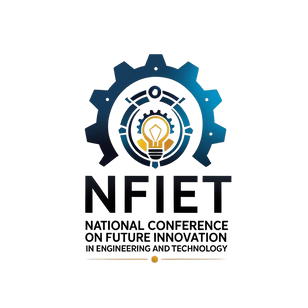 NFIET
NATIONAL CONFERENCE
ON FUTURE INNOVATION
IN ENGINEERING AND TECHNOLOGY